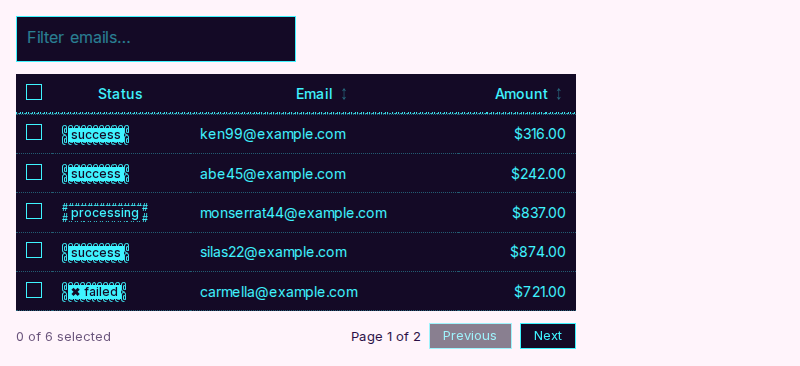 Filter emails...
Status Email ↕ Amount ↕
success ken99@example.com $316.00
success abe45@example.com $242.00
processing monserrat44@example.com $837.00
success silas22@example.com $874.00
✖ failed carmella@example.com $721.00
0 of 6 selected Page 1 of 2 Previous Next